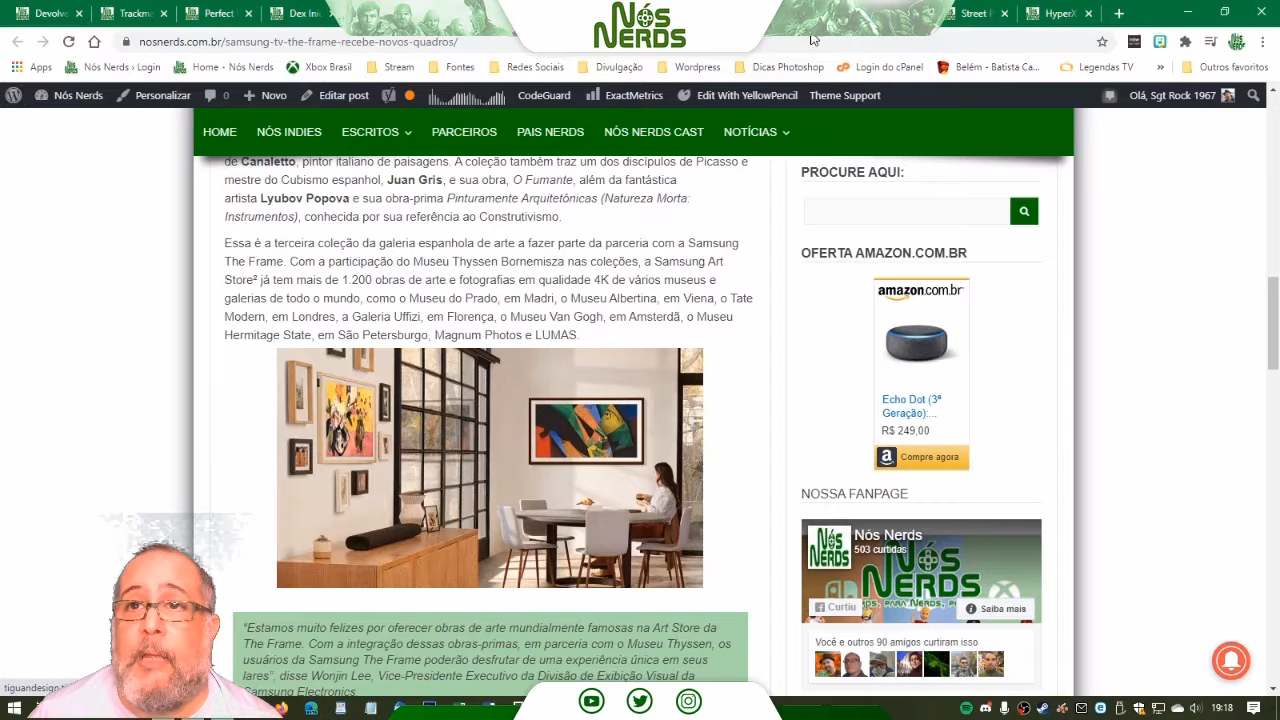 Precisa
Den Inc
Devolve
NÓS
NERDS
Street P
HyperX
nosnerds.com.br/samsung-tv-the-frame-recebe-novos-quadros/
Apps
Nós Nerds › Login
Home - Nós Nerds
Xbox Brasil
Stream
Fontes
Redes Sociais
Divulgação
Wordpress
Dicas Photoshop
Login do cPanel
Belém - Batista Ca...
Legendas TV
»
Outros favoritos
Nós Nerds
Personalizar
0
Novo
Editar post
CodeGuard
ExactMetrics
Edit With YellowPencil
Theme Support
Olá, Sgt Rock 1967
HOME
NÓS INDIES
ESCRITOS
PARCEIROS
PAIS NERDS
NÓS NERDS CAST
NOTÍCIAS
de Canaletto, pintor italiano de paisagens. A coleção também traz um dos discípulos de Picasso e
mestre do Cubismo espanhol, Juan Gris, e sua obra, O Fumante, além da fantástica
artista Lyubov Popova e sua obra-prima Pinturamente Arquitetônicas (Natureza Morta:
Instrumentos), conhecida por sua referência ao Construtivismo.
Essa é a terceira coleção da galeria espanhola de arte a fazer parte da parceria com a Samsung
The Frame. Com a participação do Museu Thyssen Bornemisza nas coleções, a Samsung Art
Store² já tem mais de 1.200 obras de arte e fotografias em qualidade 4K de vários museus e
galerias de todo o mundo, como o Museu do Prado, em Madri, o Museu Albertina, em Viena, o Tate
Modern, em Londres, a Galeria Uffizi, em Florença, o Museu Van Gogh, em Amsterdã, o Museu
Hermitage State, em São Petersburgo, Magnum Photos e LUMAS.
"Estamos muito felizes por oferecer obras de arte mundialmente famosas na Art Store da
The Frame. Com a integração dessas obras-primas, em parceria com o Museu Thyssen, os
usuários da Samsung The Frame poderão desfrutar de uma experiência única em seus
lares", disse Wonjin Lee, Vice-Presidente Executivo da Divisão de Exibição Visual da
Samsung Electronics.
PROCURE AQUI:
OFERTA AMAZON.COM.BR
amazon.com.br
Echo Dot (3ª
Geração):...
R$ 249,00
Compre agora
NOSSA FANPAGE
Nós Nerds
503 curtidas
NÓS
NERDS
Curtiu
Saiba mais
Você e outros 90 amigos curtiram isso
19:18